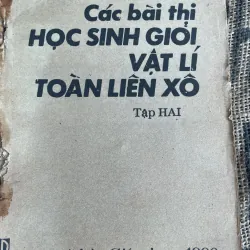 Các bài thi
HỌC SINH GIỎI
VẬT LÍ
TOÀN LIÊN XÔ
Tập HAI